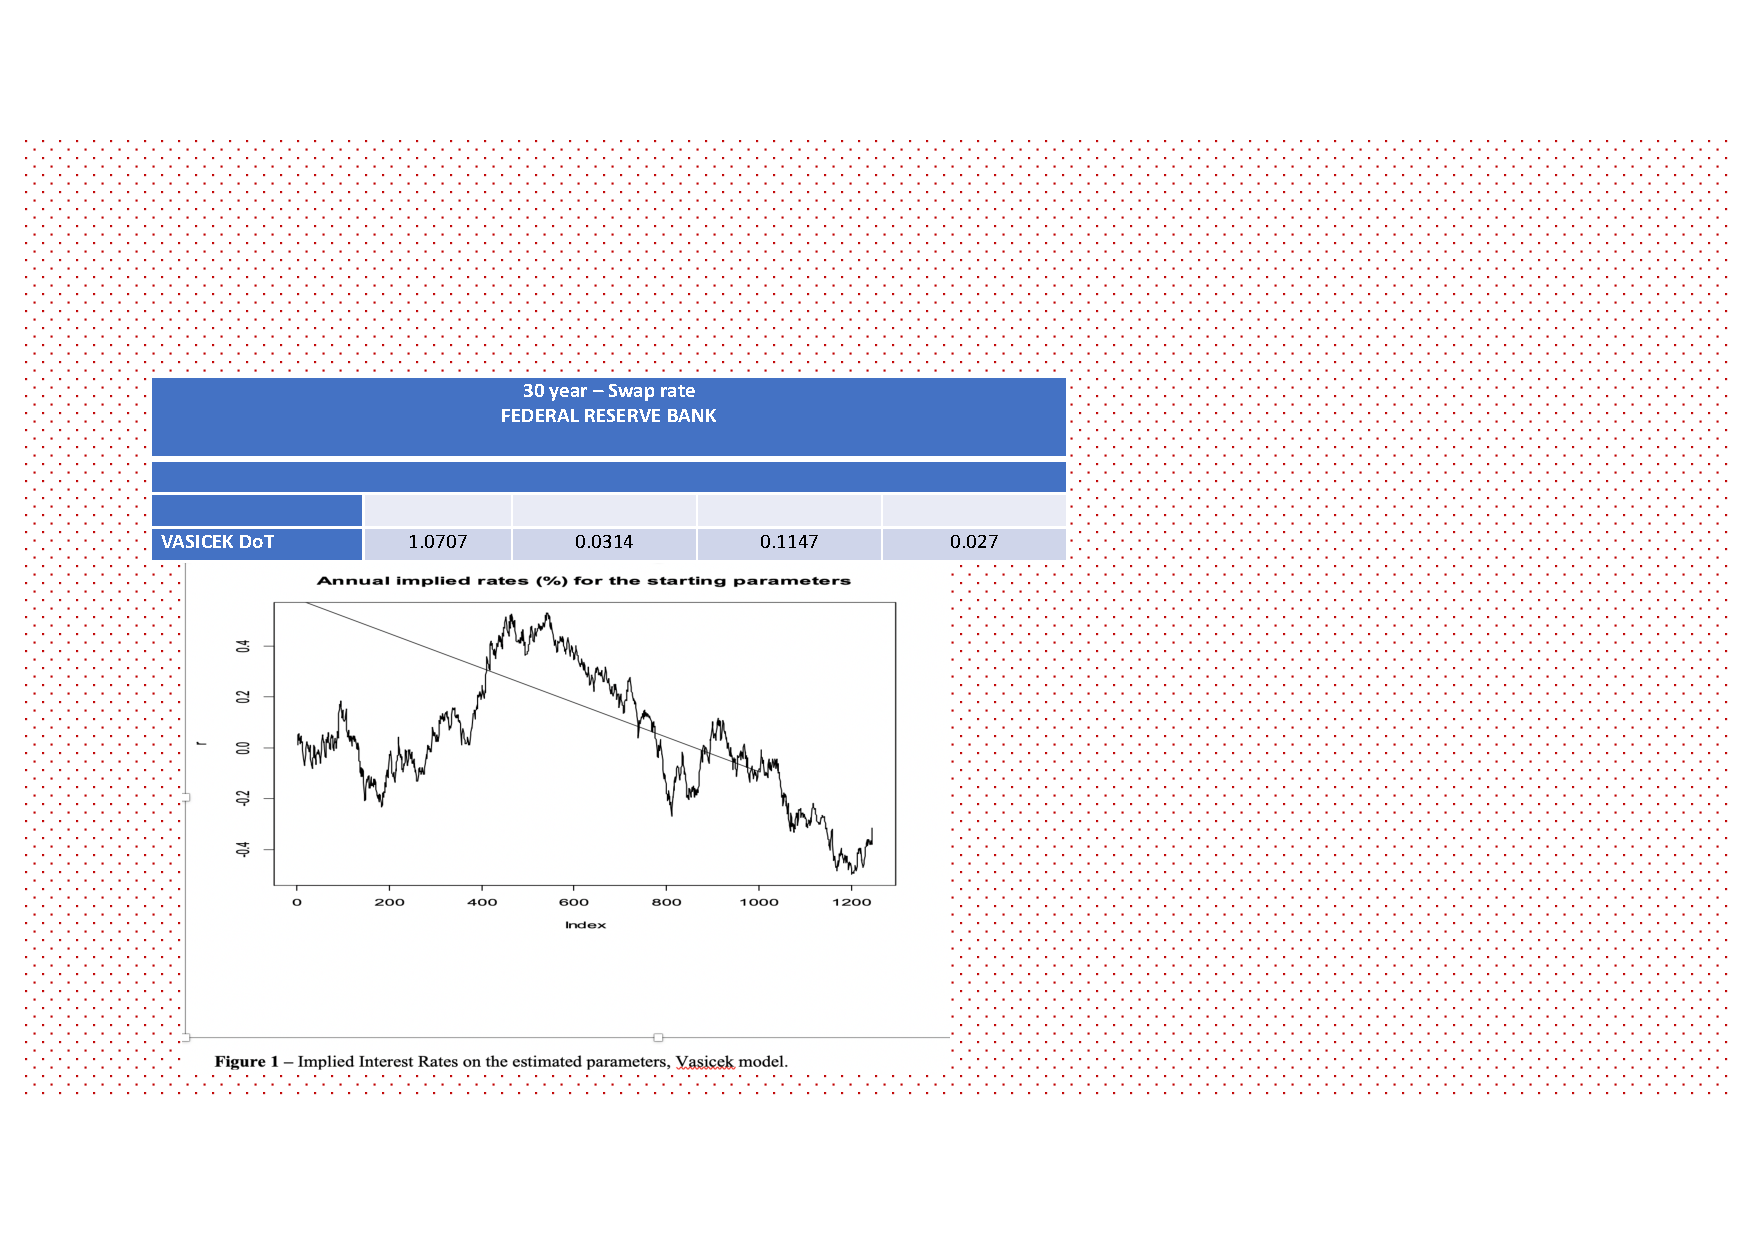 30 year – Swap rate
FEDERAL RESERVE BANK
VASICEK DoT 1.0707 0.0314 0.1147 0.027
Annual implied rates (%) for the starting parameters
0.4
0.2
0.0
-0.2
-0.4
r
0 200 400 600 800 1000 1200
Index
Figure 1 – Implied Interest Rates on the estimated parameters, Vasicek model.